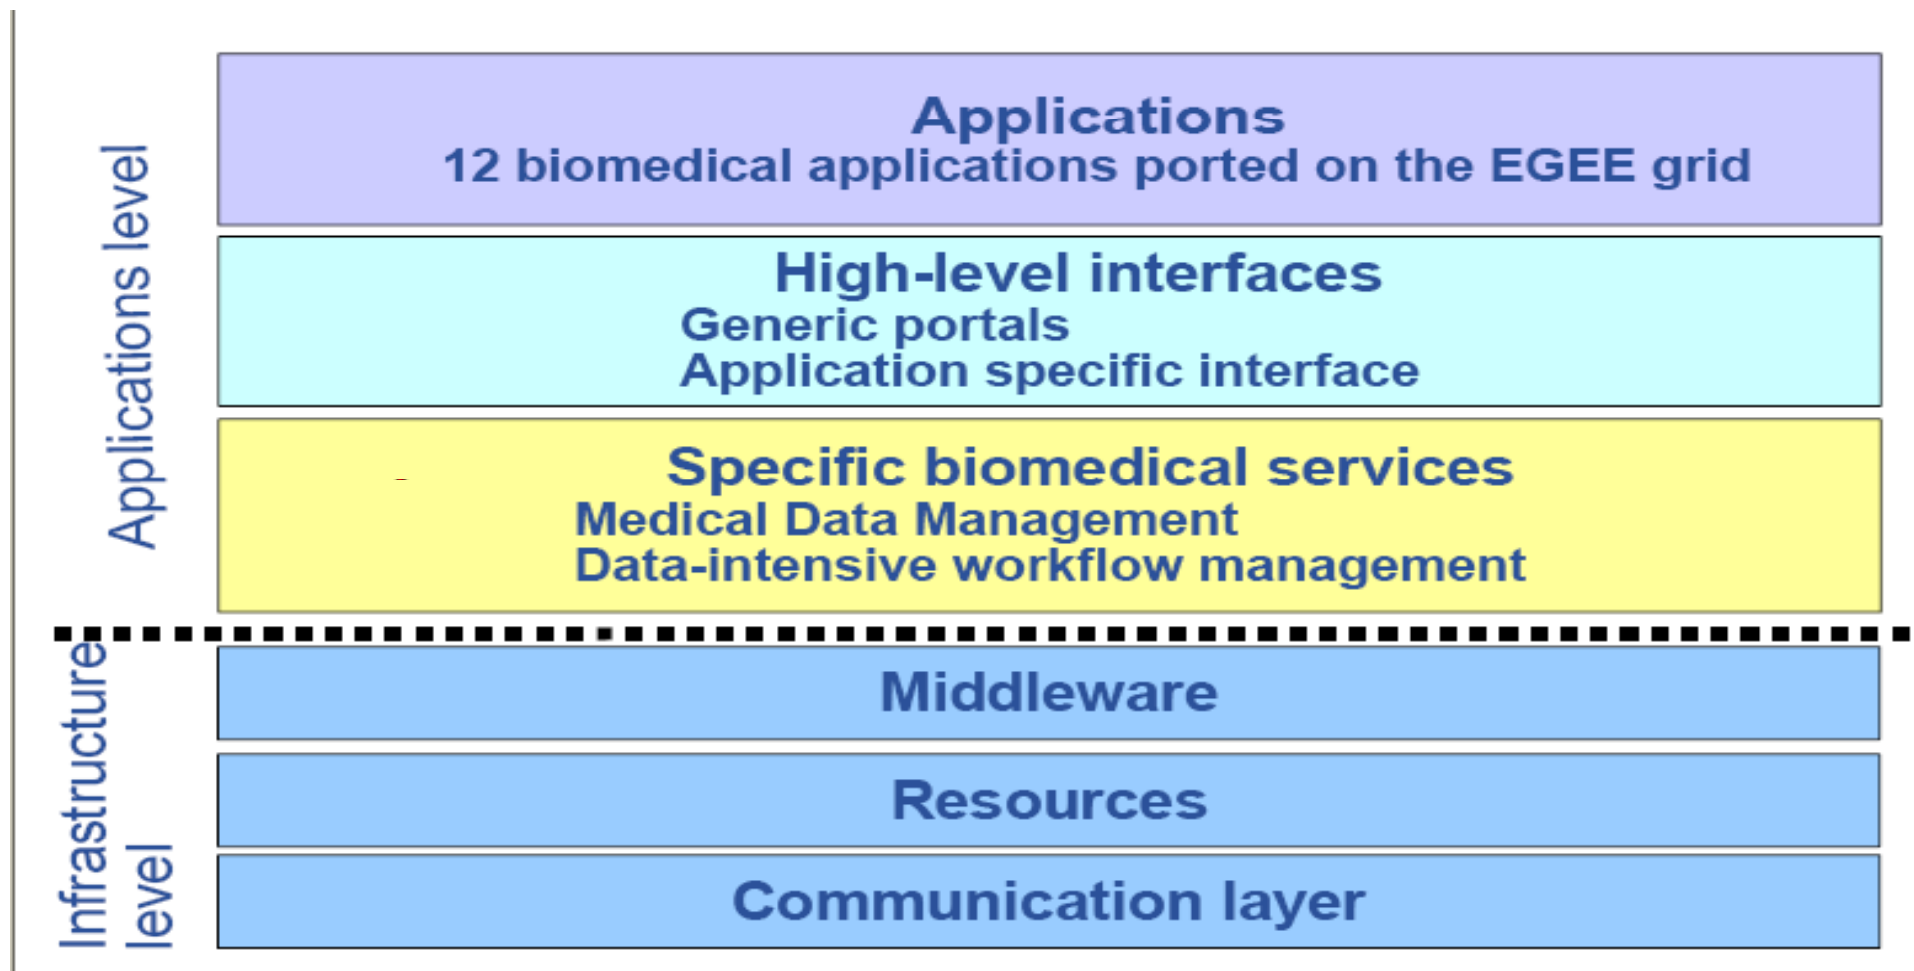 Applications level
Applications
12 biomedical applications ported on the EGEE grid
High-level interfaces
Generic portals
Application specific interface
Specific biomedical services
Medical Data Management
Data-intensive workflow management
Infrastructure
level
Middleware
Resources
Communication layer